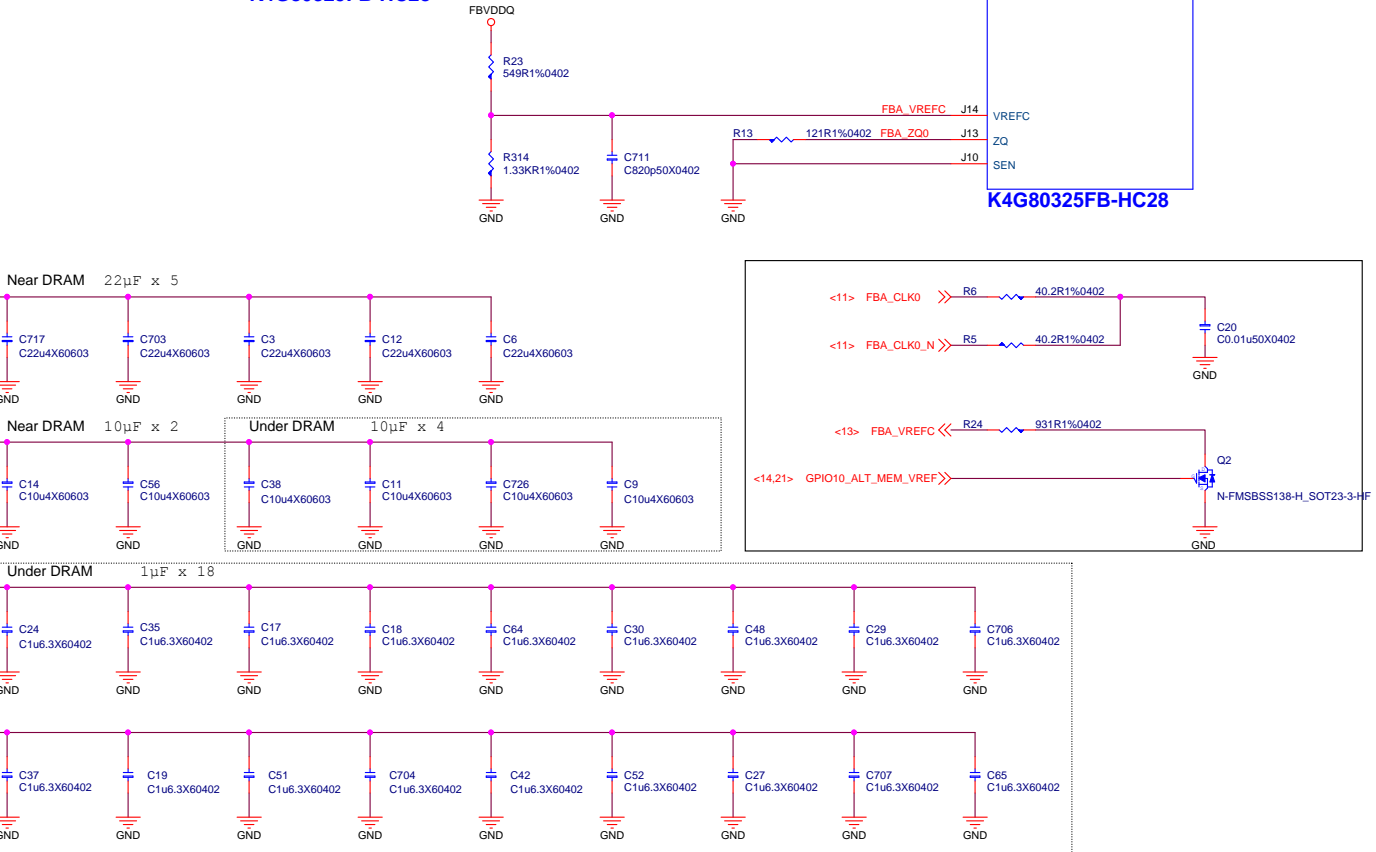 FBVDDQ
R23
549R1%0402
FBA_VREFC J14 VREFC
R13 121R1%0402 FBA_ZQ0 J13 ZQ
J10 SEN
R314
1.33KR1%0402
C711
C820p50X0402
GND GND GND
K4G80325FB-HC28
Near DRAM 22µF x 5
C717 C703 C3 C12 C6
C22u4X60603 C22u4X60603 C22u4X60603 C22u4X60603 C22u4X60603
GND GND GND GND GND
<11> FBA_CLK0 R6 40.2R1%0402
C20
C0.01u50X0402
<11> FBA_CLK0_N R5 40.2R1%0402
GND
Near DRAM 10µF x 2 Under DRAM 10µF x 4
C14 C56 C38 C11 C726 C9
C10u4X60603 C10u4X60603 C10u4X60603 C10u4X60603 C10u4X60603 C10u4X60603
GND GND GND GND GND GND
<13> FBA_VREFC R24 931R1%0402
Q2
<14,21> GPIO10_ALT_MEM_VREF
N-FMSBSS138-H_SOT23-3-HF
GND
Under DRAM 1µF x 18
C24 C35 C17 C18 C64 C30 C48 C29 C706
C1u6.3X60402 C1u6.3X60402 C1u6.3X60402 C1u6.3X60402 C1u6.3X60402 C1u6.3X60402 C1u6.3X60402 C1u6.3X60402 C1u6.3X60402
GND GND GND GND GND GND GND GND GND
C37 C19 C51 C704 C42 C52 C27 C707 C65
C1u6.3X60402 C1u6.3X60402 C1u6.3X60402 C1u6.3X60402 C1u6.3X60402 C1u6.3X60402 C1u6.3X60402 C1u6.3X60402 C1u6.3X60402
GND GND GND GND GND GND GND GND GND